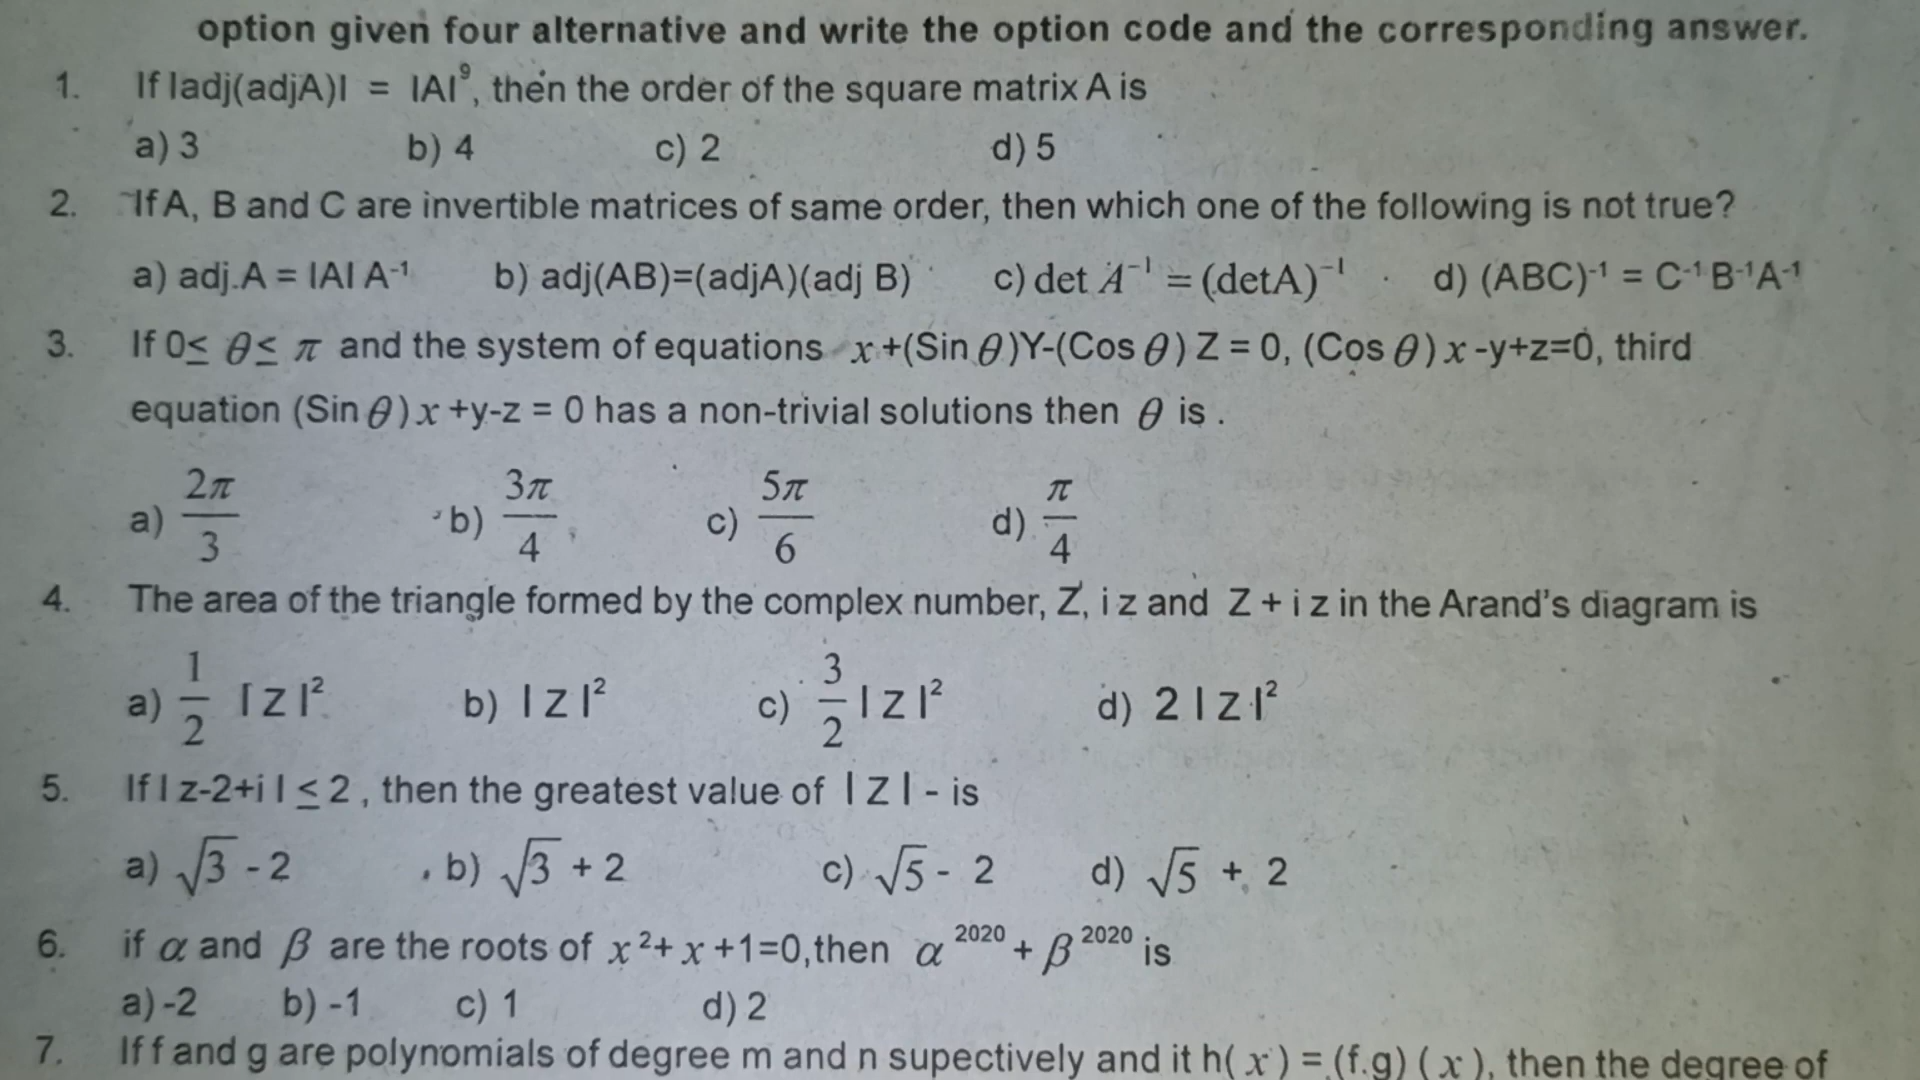 option given four alternative and write the option code and the corresponding answer.
1. If ladj(adjA)l = lAl⁹, then the order of the square matrix A is
a) 3 b) 4 c) 2 d) 5
2. If A, B and C are invertible matrices of same order, then which one of the following is not true?
a) adj.A = lAl A⁻¹ b) adj(AB)=(adjA)(adj B) c) det A⁻¹ = (detA)⁻¹ d) (ABC)⁻¹ = C⁻¹ B⁻¹A⁻¹
3. If 0≤ θ≤ π and the system of equations x+(Sin θ)Y-(Cos θ) Z = 0, (Cos θ) x -y+z=0, third
equation (Sin θ) x +y-z = 0 has a non-trivial solutions then θ is .
a) 2π/3 b) 3π/4 c) 5π/6 d) π/4
4. The area of the triangle formed by the complex number, Z, i z and Z + i z in the Arand's diagram is
a) 1/2 l z l² b) l z l² c) 3/2 l z l² d) 2 l z l²
5. If l z-2+i l ≤ 2 , then the greatest value of l Z l - is
a) √3 - 2 b) √3 + 2 c) √5 - 2 d) √5 + 2
6. if α and β are the roots of x²+ x +1=0,then α²⁰²⁰ + β²⁰²⁰ is
a) -2 b) -1 c) 1 d) 2
7. If f and g are polynomials of degree m and n supectively and it h( x ) = (f.g) ( x ), then the degree of